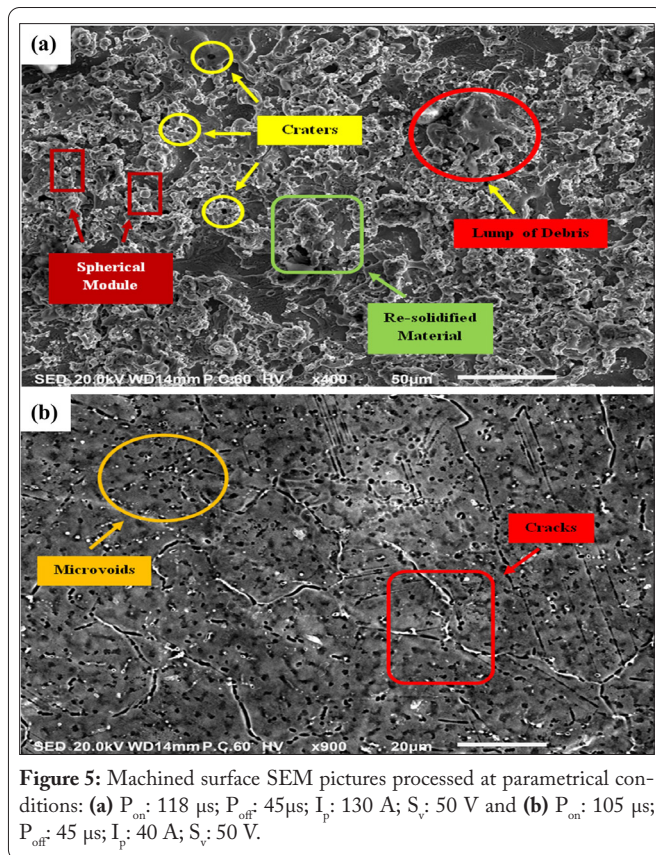 (a)
Craters
Spherical
Module
Lump of Debris
Re-solidified
Material
SED 20.0kV WD14mm P.C.60 HV x400 50µm
(b)
Microvoids
Cracks
SED 20.0kV WD14mm P.C.60 HV x900 20µm
Figure 5: Machined surface SEM pictures processed at parametrical con-
ditions: (a) Pon: 118 µs; Poff: 45µs; Ip: 130 A; Sv: 50 V and (b) Pon: 105 µs;
Poff: 45 µs; Ip: 40 A; Sv: 50 V.